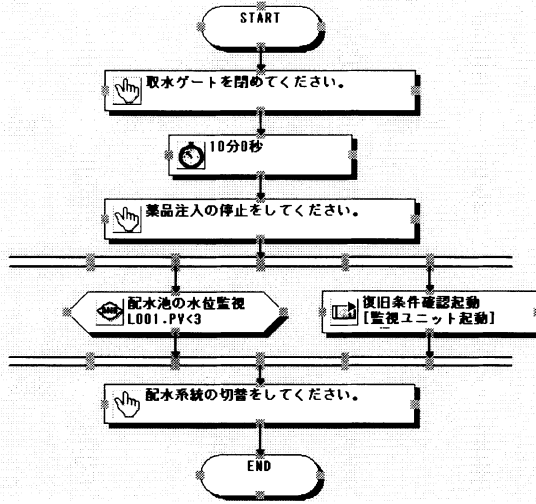 START
取水ゲートを閉めてください。
10分0秒
薬品注入の停止をしてください。
配水池の水位監視
L001.PV<3
復旧条件確認起動
[監視ユニット起動]
配水系統の切替をしてください。
END